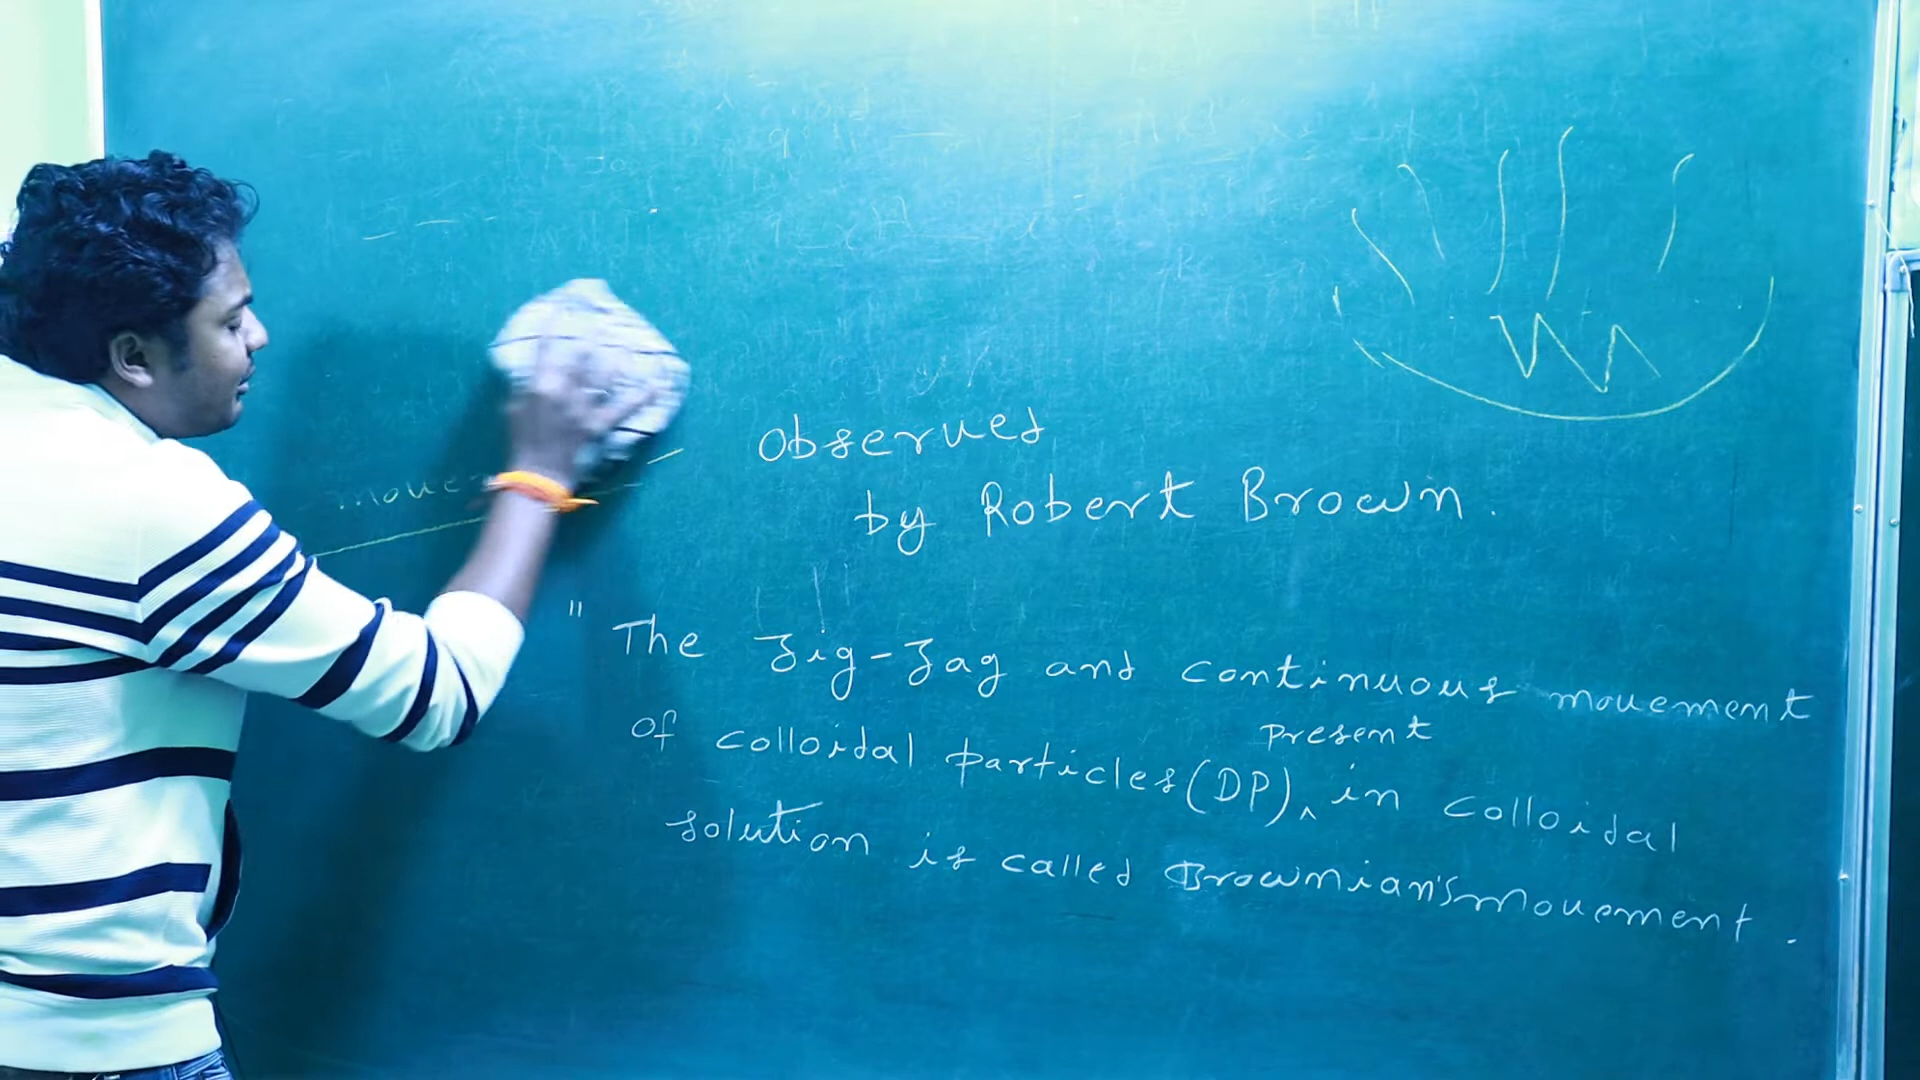 move
Observed
by Robert Brown.
" The Zig-Zag and continuous movement
present
of colloidal particles (DP)^ in colloidal
solution is called Brownian's movement.